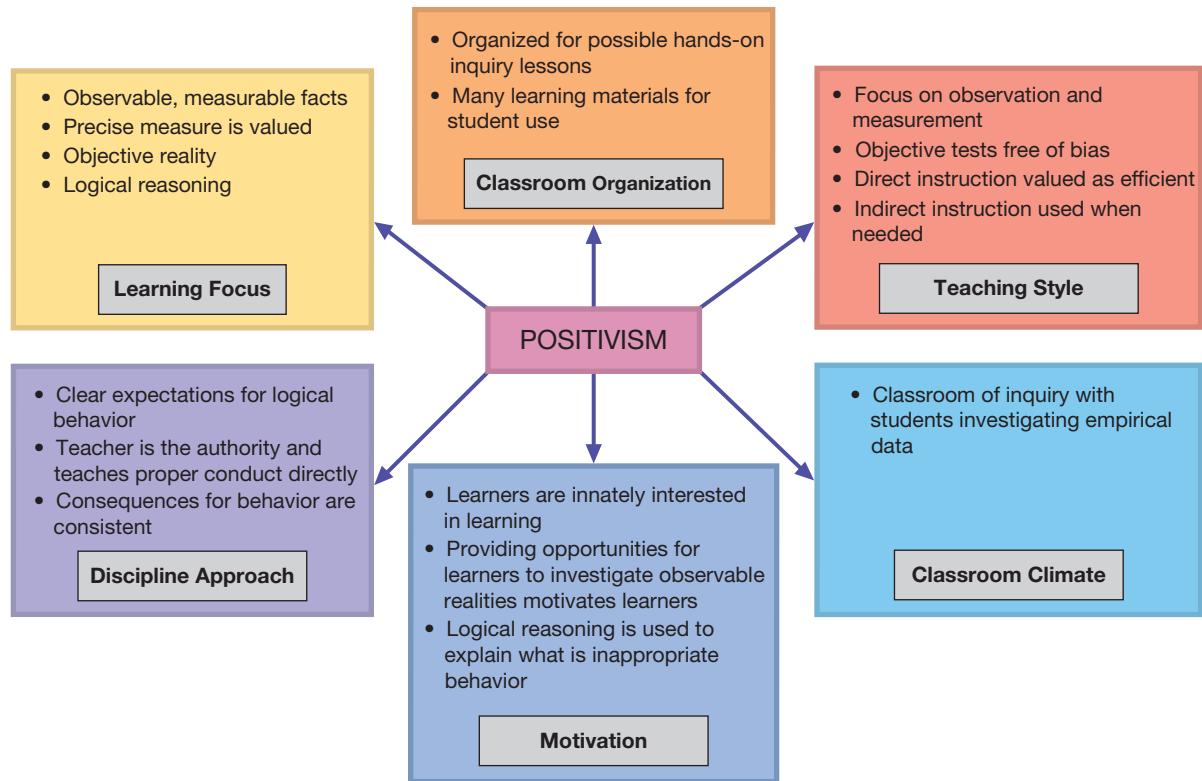 • Observable, measurable facts
• Precise measure is valued
• Objective reality
• Logical reasoning
Learning Focus
• Organized for possible hands-on
inquiry lessons
• Many learning materials for
student use
Classroom Organization
• Focus on observation and
measurement
• Objective tests free of bias
• Direct instruction valued as efficient
• Indirect instruction used when
needed
Teaching Style
POSITIVISM
• Clear expectations for logical
behavior
• Teacher is the authority and
teaches proper conduct directly
• Consequences for behavior are
consistent
Discipline Approach
• Learners are innately interested
in learning
• Providing opportunities for
learners to investigate observable
realities motivates learners
• Logical reasoning is used to
explain what is inappropriate
behavior
Motivation
• Classroom of inquiry with
students investigating empirical
data
Classroom Climate